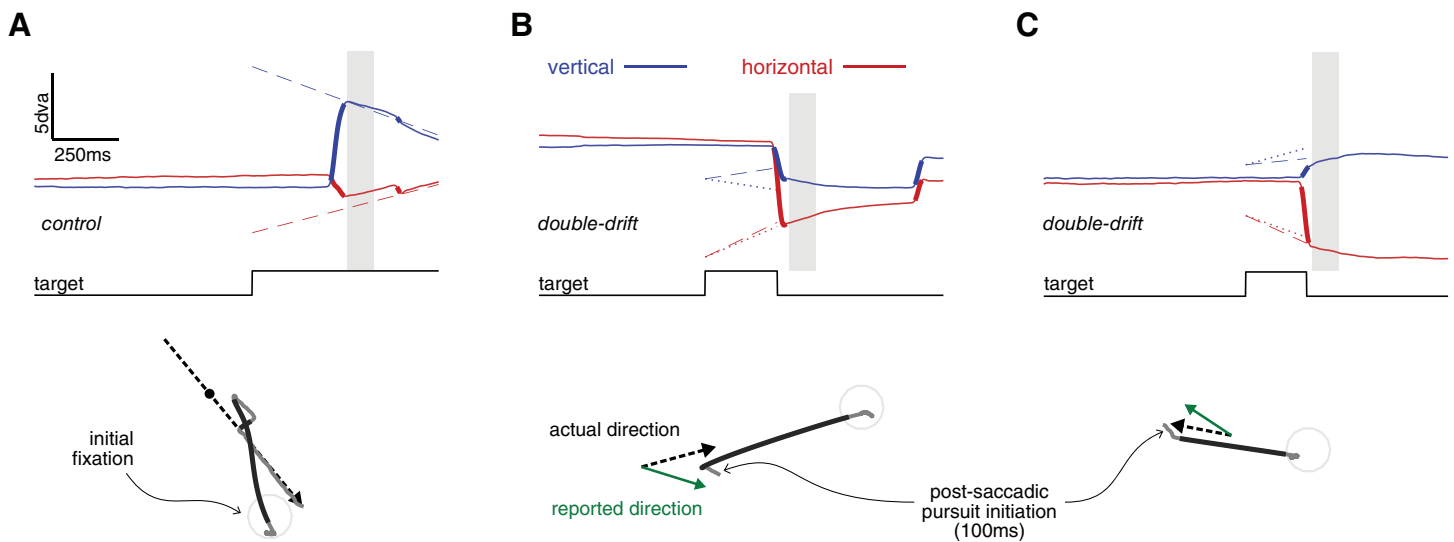 A
B
C
vertical
horizontal
5dva
250ms
control
double-drift
double-drift
target
target
target
initial
fixation
actual direction
reported direction
post-saccadic
pursuit initiation
(100ms)